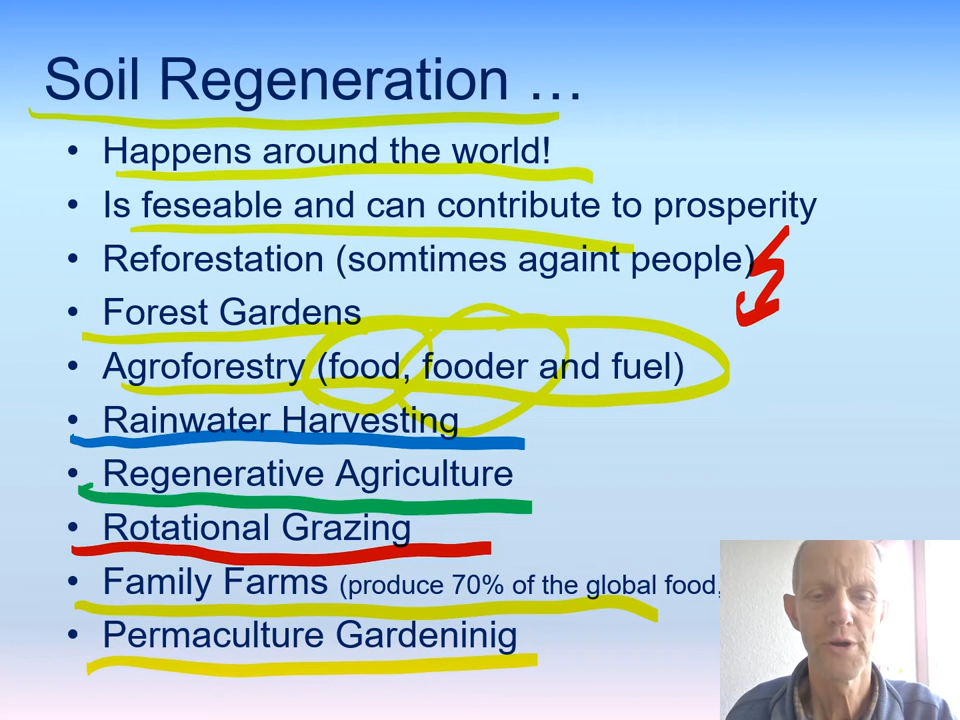 Soil Regeneration …
• Happens around the world!
• Is feseable and can contribute to prosperity
• Reforestation (somtimes againt people)
• Forest Gardens
• Agroforestry (food, fooder and fuel)
• Rainwater Harvesting
• Regenerative Agriculture
• Rotational Grazing
• Family Farms (produce 70% of the global food,
• Permaculture Gardeninig